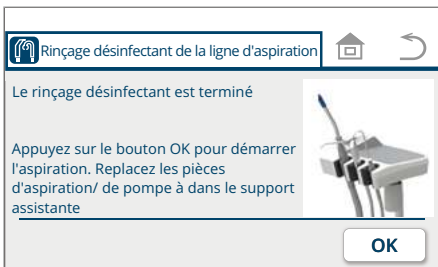 Rinçage désinfectant de la ligne d'aspiration
Le rinçage désinfectant est terminé
Appuyez sur le bouton OK pour démarrer
l'aspiration. Replacez les pièces
d'aspiration/ de pompe à dans le support
assistante
OK